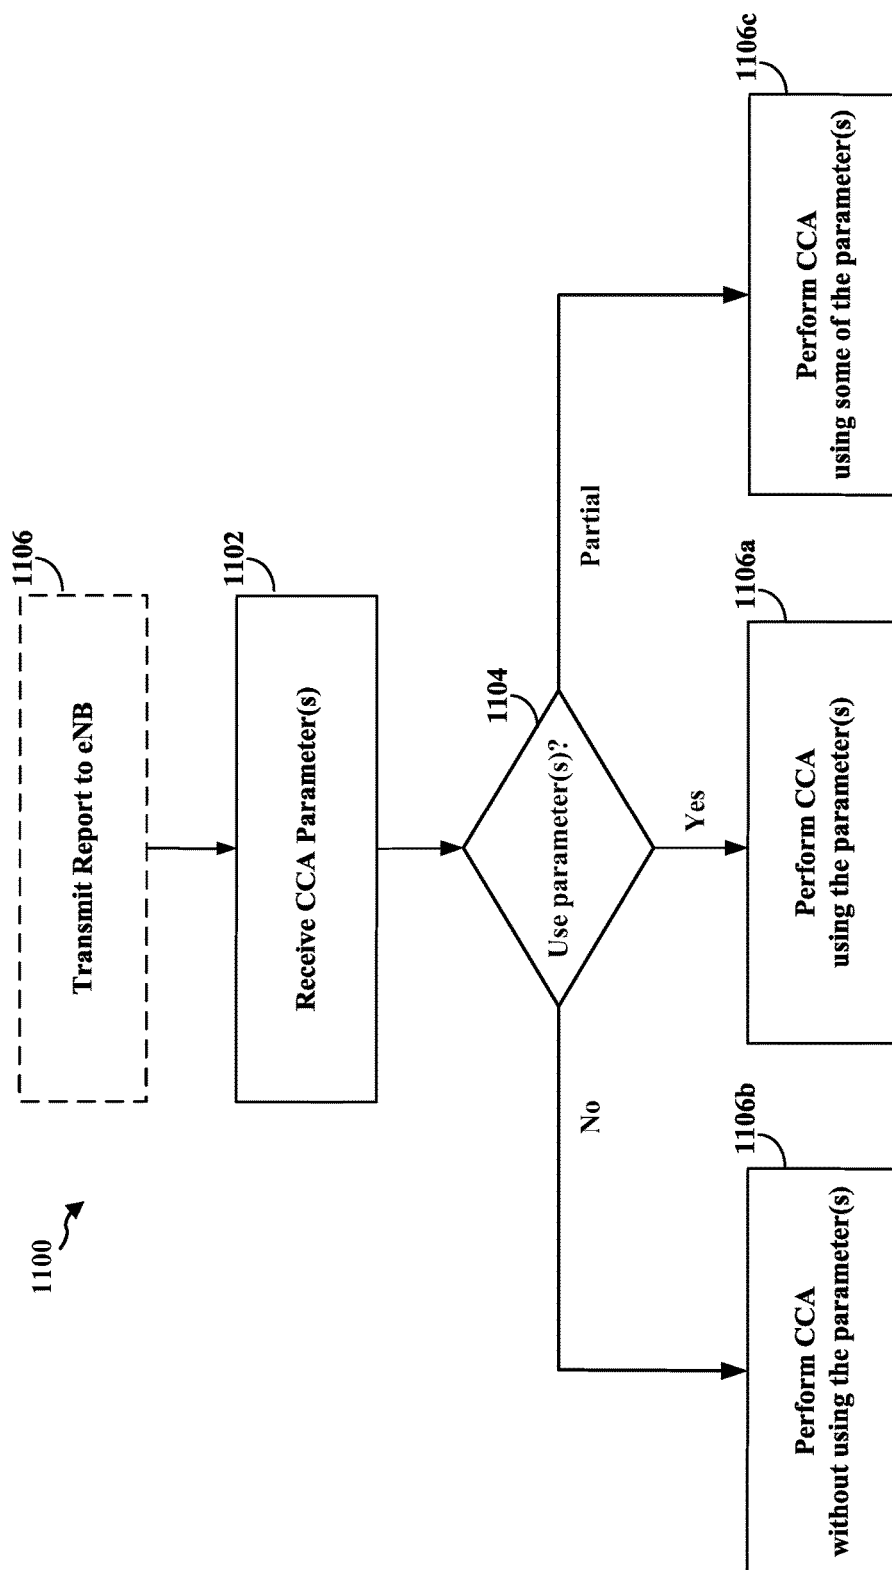 1100
1106
Transmit Report to eNB
1102
Receive CCA Parameter(s)
1104
Use parameter(s)?
No
Yes
Partial
1106b
Perform CCA
without using the parameter(s)
1106a
Perform CCA
using the parameter(s)
1106c
Perform CCA
using some of the parameter(s)